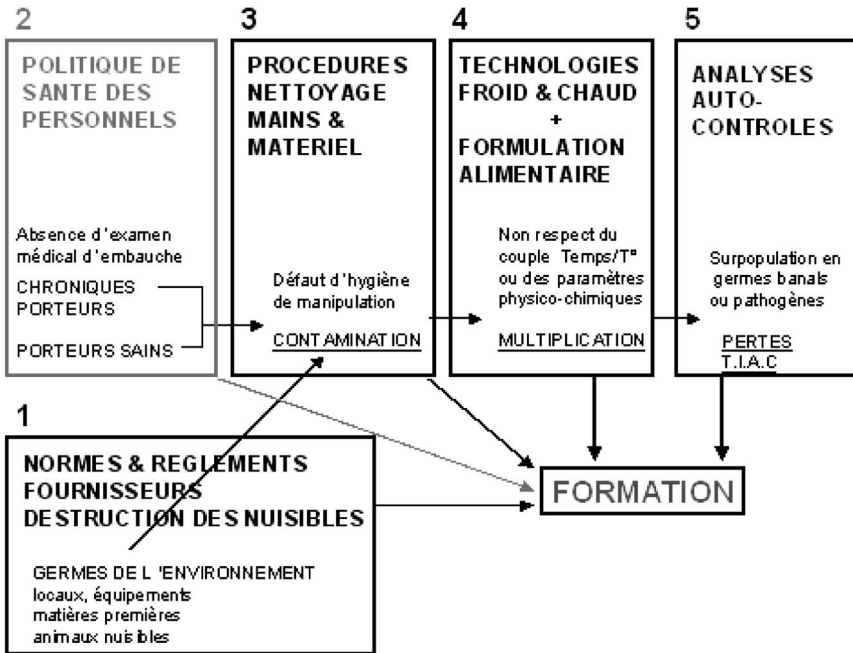 2
POLITIQUE DE
SANTE DES
PERSONNELS
Absence d'examen
médical d'embauche
CHRONIQUES
PORTEURS
PORTEURS SAINS
3
PROCEDURES
NETTOYAGE
MAINS &
MATERIEL
Défaut d'hygiène
de manipulation
CONTAMINATION
4
TECHNOLOGIES
FROID & CHAUD
+
FORMULATION
ALIMENTAIRE
Non respect du
couple Temps/T°
ou des paramètres
physico-chimiques
MULTIPLICATION
5
ANALYSES
AUTO-
CONTROLES
Surpopulation en
germes banals
ou pathogènes
PERTES
T.I.A.C
1
NORMES & REGLEMENTS
FOURNISSEURS
DESTRUCTION DES NUISIBLES
GERMES DE L'ENVIRONNEMENT
locaux, équipements
matières premières
animaux nuisibles
FORMATION